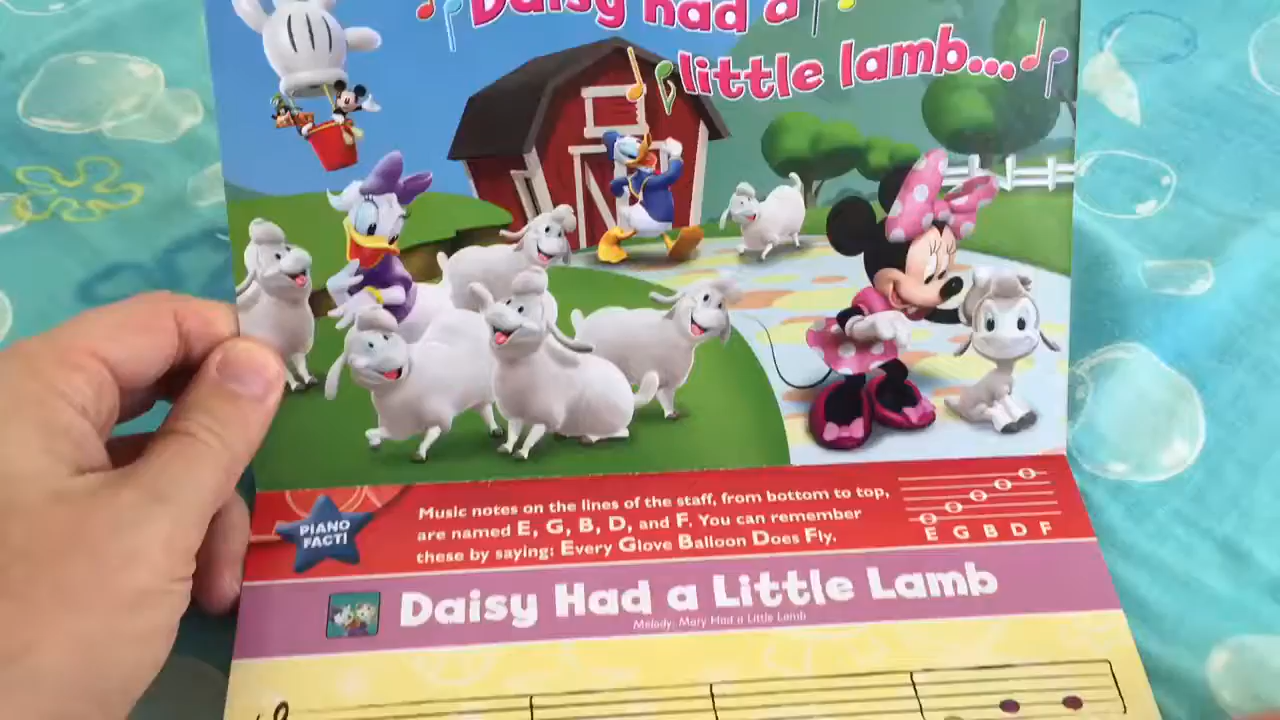 Daisy had a
little lamb...
PIANO
FACT!
Music notes on the lines of the staff, from bottom to top,
are named E, G, B, D, and F. You can remember
these by saying: Every Glove Balloon Does Fly.
E G B D F
Daisy Had a Little Lamb
Melody: Mary Had a Little Lamb